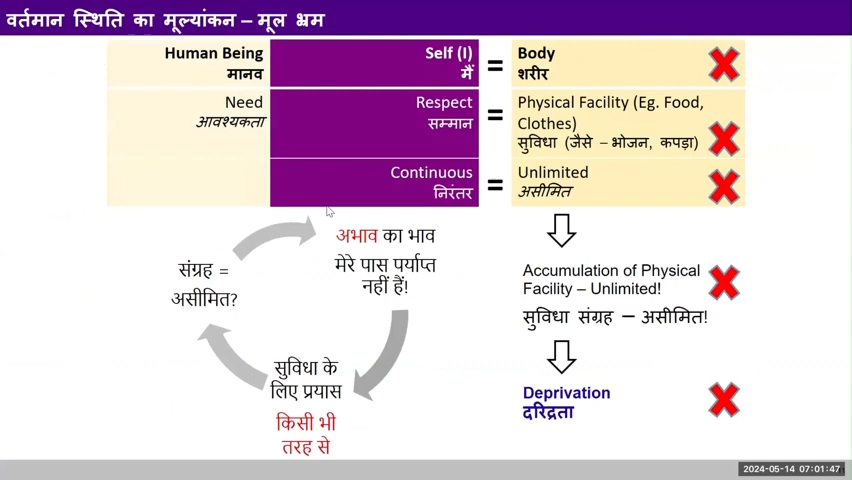 वर्तमान स्थिति का मूल्यांकन – मूल भ्रम
Human Being
मानव
Self (I)
मैं
=
Body
शरीर
Need
आवश्यकता
Respect
सम्मान
=
Physical Facility (Eg. Food,
Clothes)
सुविधा (जैसे – भोजन, कपड़ा)
Continuous
निरंतर
=
Unlimited
असीमित
अभाव का भाव
मेरे पास पर्याप्त
नहीं हैं!
संग्रह =
असीमित?
सुविधा के
लिए प्रयास
किसी भी
तरह से
Accumulation of Physical
Facility – Unlimited!
सुविधा संग्रह – असीमित!
Deprivation
दरिद्रता
2024-05-14 07:01:47